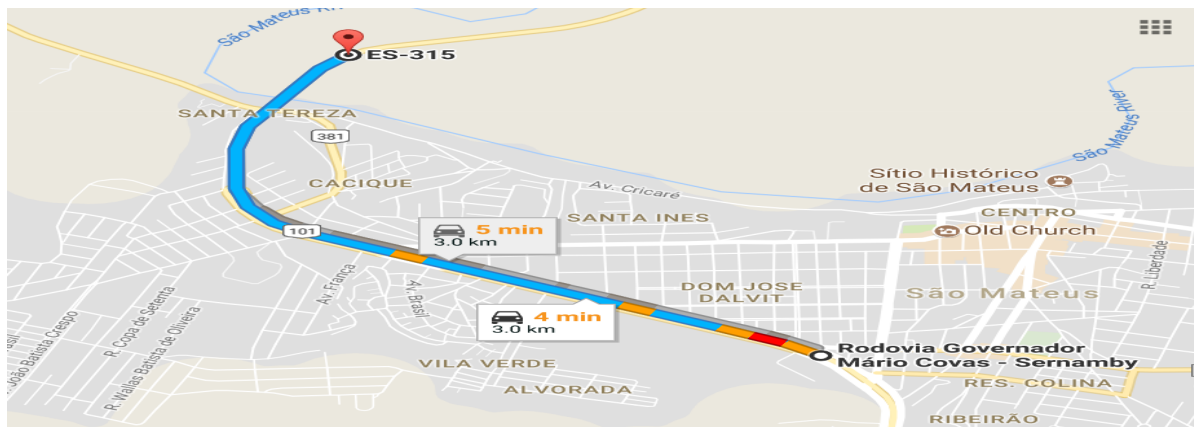 São Mateus River
ES-315
SANTA TEREZA
381
CACIQUE
Av. Cricaré
São Mateus River
Sítio Histórico
de São Mateus
CENTRO
Old Church
SANTA INES
101
5 min
3.0 km
Av. França
Av. Brasil
DOM JOSE
DALVIT
São Mateus
R. Liberdade
4 min
3.0 km
R. Copa de Setenta
R. Wallas Batista de Oliveira
João Batista Crespo
VILA VERDE
ALVORADA
Rodovia Governador
Mário Covas - Sernamby
RES. COLINA
RIBEIRÃO